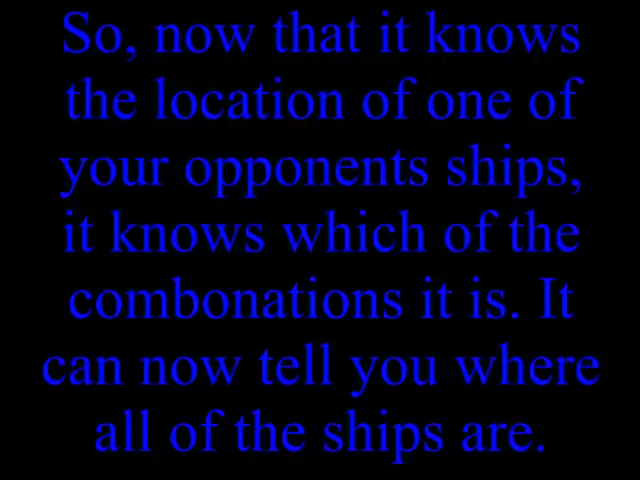 So, now that it knows
the location of one of
your opponents ships,
it knows which of the
combonations it is. It
can now tell you where
all of the ships are.